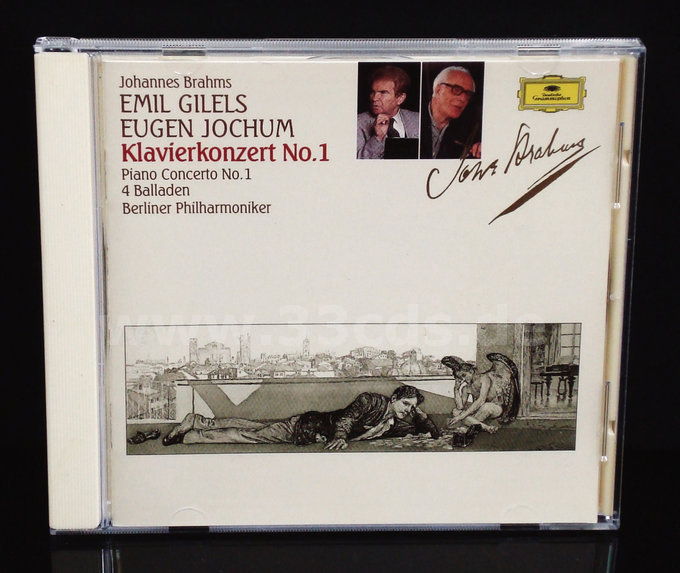 Johannes Brahms
EMIL GILELS
EUGEN JOCHUM
Klavierkonzert No.1
Piano Concerto No.1
4 Balladen
Berliner Philharmoniker
Deutsche
Grammophon
Johs Brahms
www.33cds.de